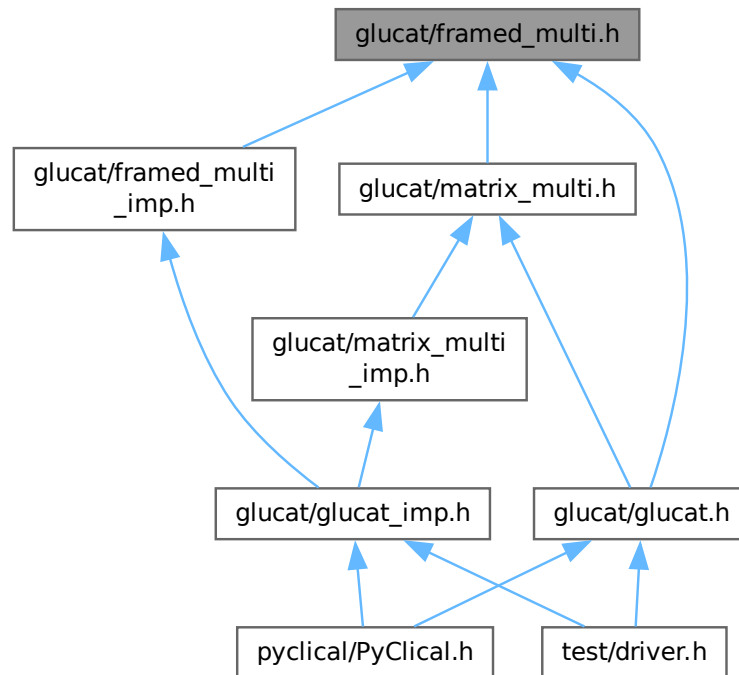 glucat/framed_multi.h
glucat/framed_multi
_imp.h
glucat/matrix_multi.h
glucat/matrix_multi
_imp.h
glucat/glucat_imp.h
glucat/glucat.h
pyclical/PyClical.h
test/driver.h